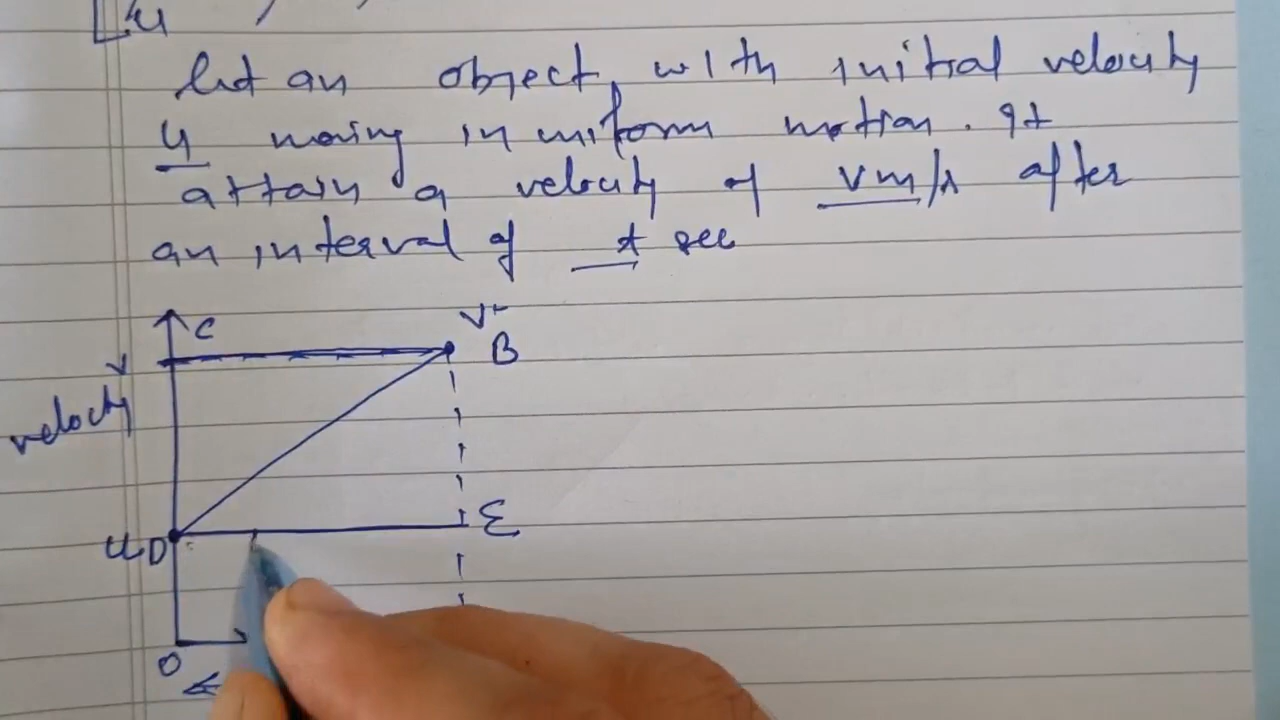 u
let an object, with initial velocity
u moving in uniform motion. It
attain a velocity of v m/s after
an interval of t sec
C
v
B
v
velocity
E
u D
O